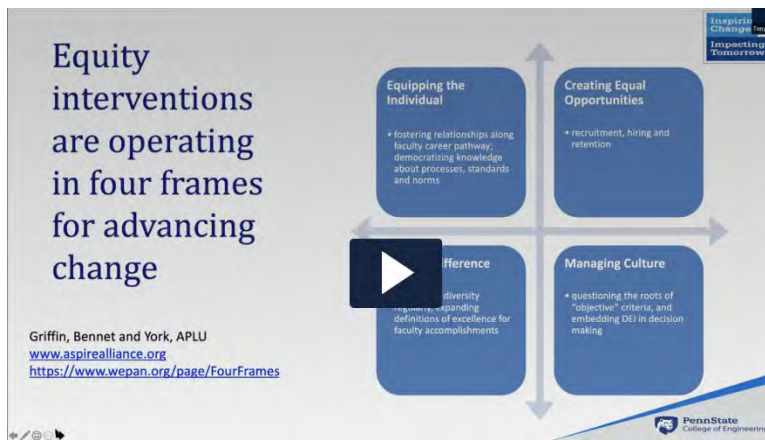 Equity
interventions
are operating
in four frames
for advancing
change
Griffin, Bennet and York, APLU
www.aspirealliance.org
https://www.wepan.org/page/FourFrames
Equipping the
Individual
• fostering relationships along
faculty career pathway;
democratizing knowledge
about processes, standards
and norms
Creating Equal
Opportunities
• recruitment, hiring and
retention
ifference
diversity
regularly, expanding
definitions of excellence for
faculty accomplishments
Managing Culture
• questioning the roots of
"objective" criteria, and
embedding DEI in decision
making
Inspirin
Change
Impacting
Tomorrow
PennState
College of Engineering